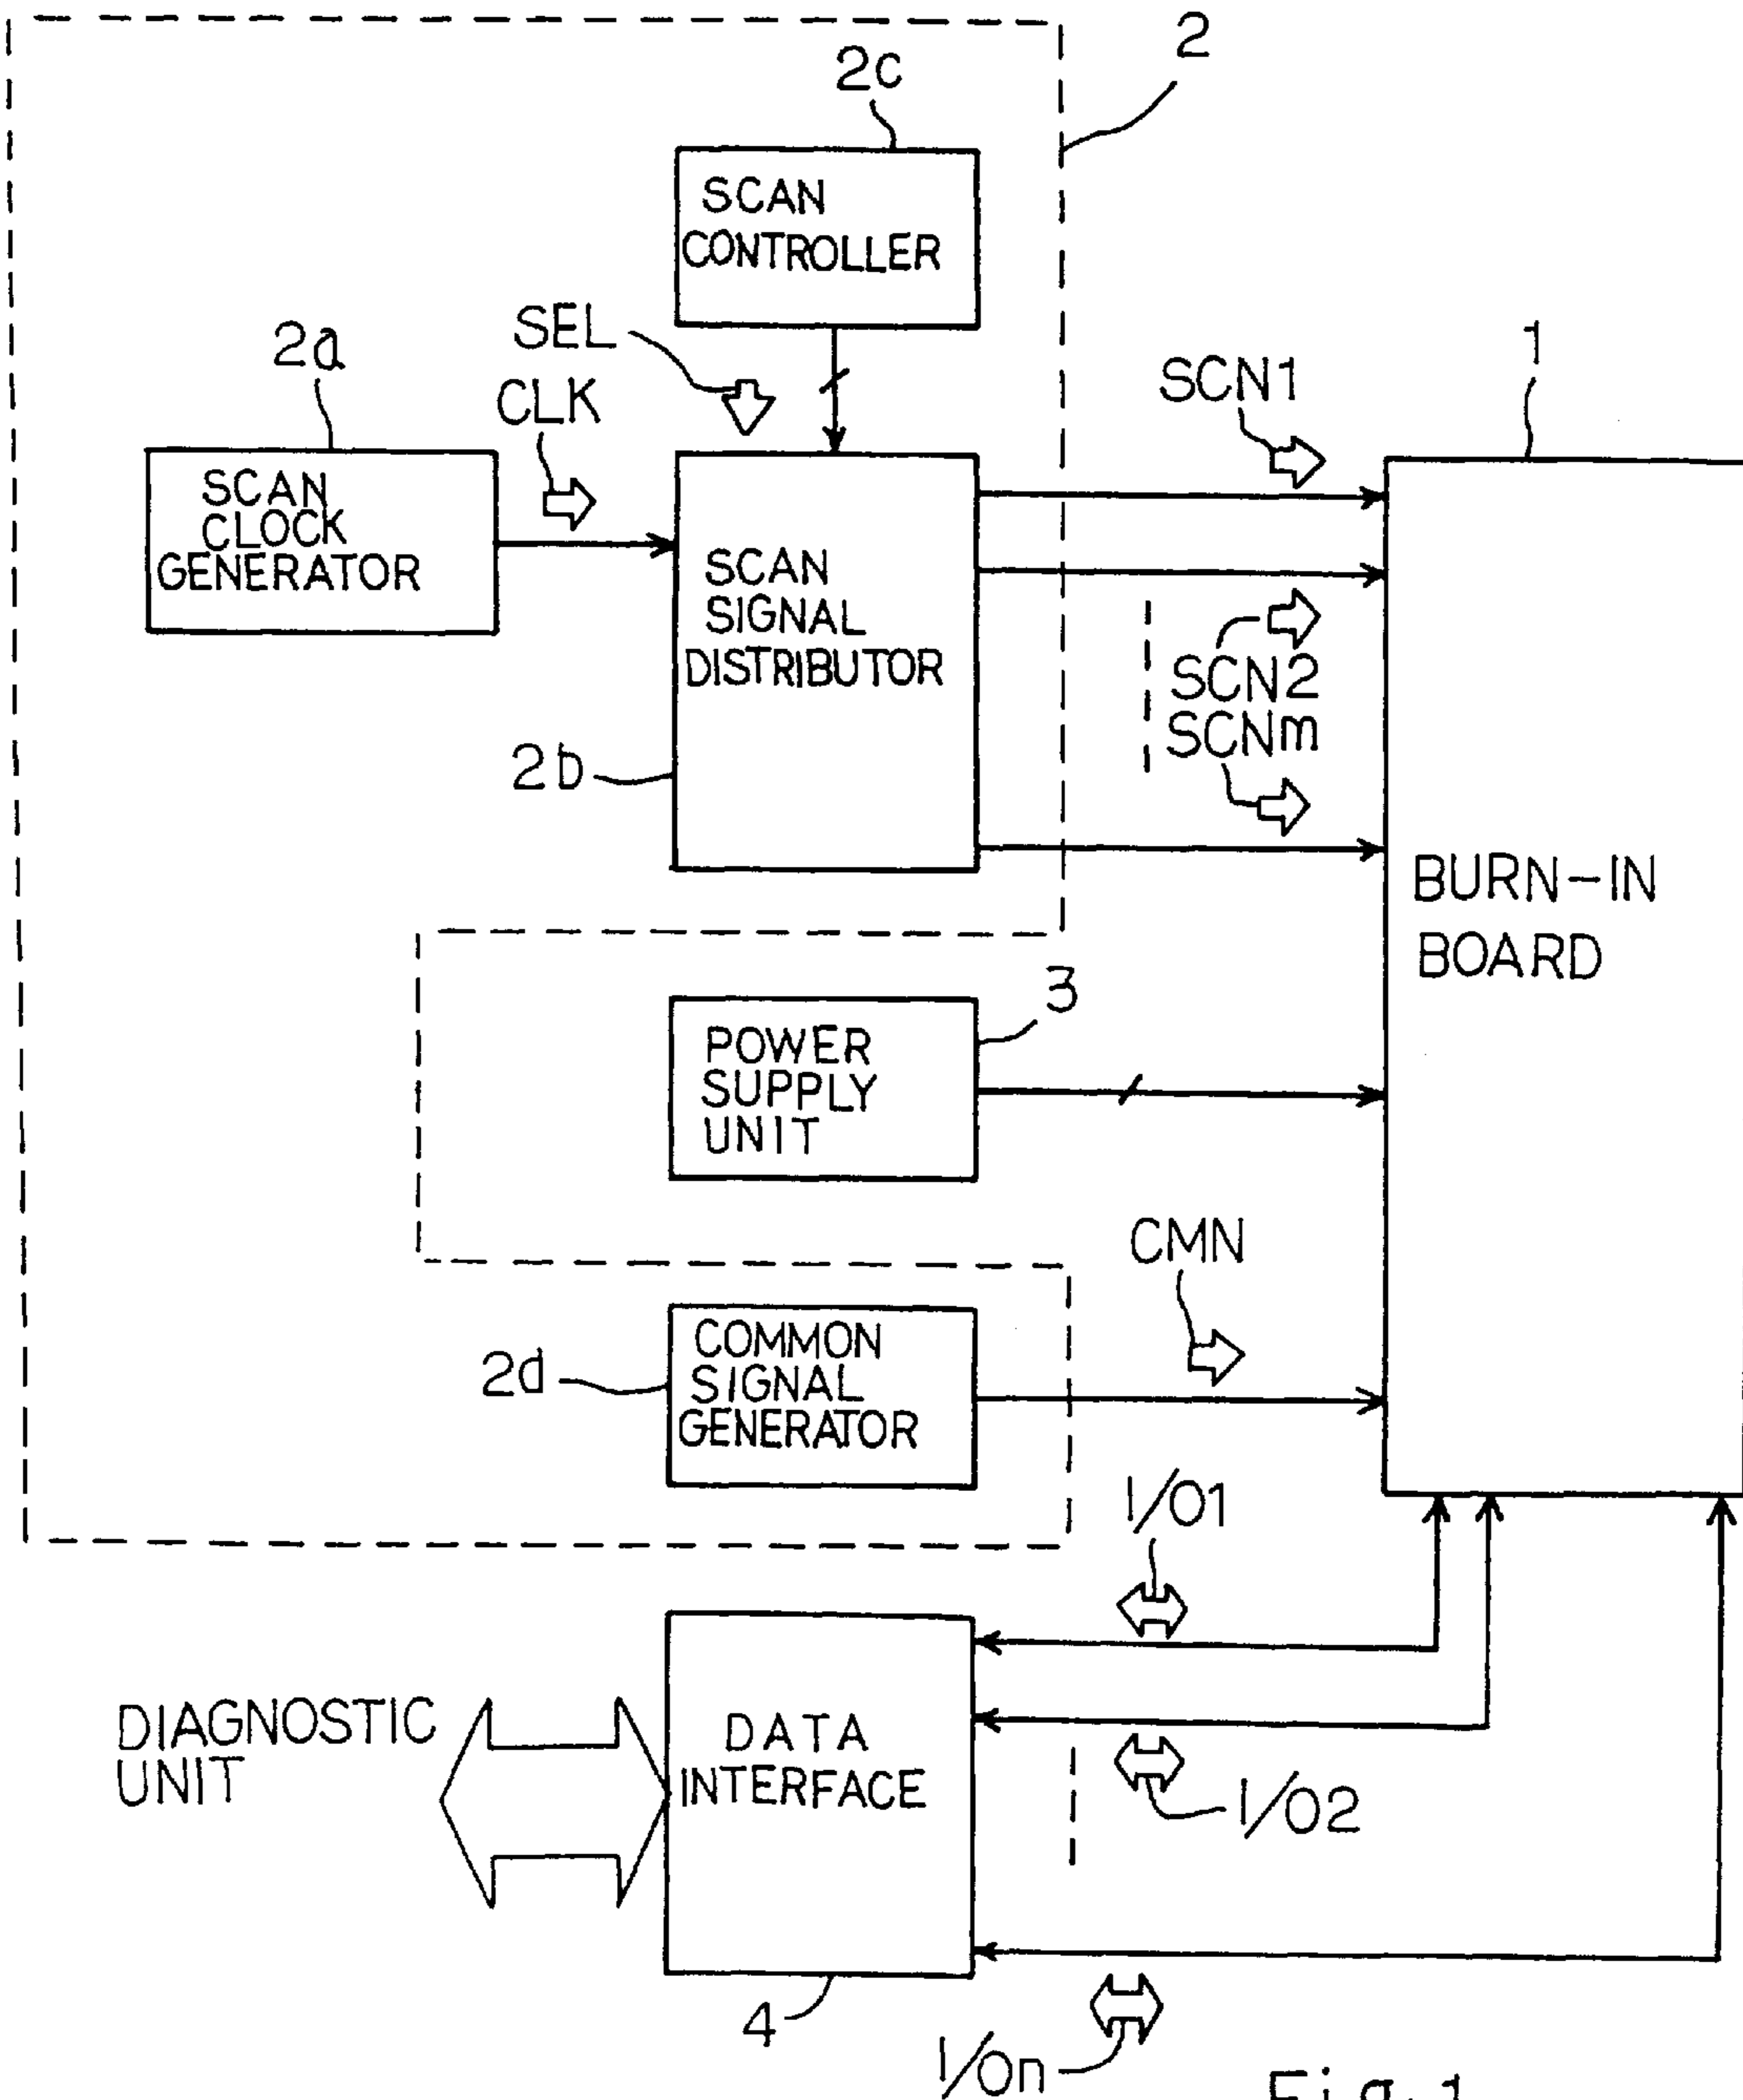 2
2c
SCAN
CONTROLLER
SEL
2a
CLK
SCN1
1
SCAN
CLOCK
GENERATOR
SCAN
SIGNAL
DISTRIBUTOR
SCN2
SCNm
2b
BURN-IN
BOARD
3
POWER
SUPPLY
UNIT
CMN
COMMON
SIGNAL
GENERATOR
2d
I/O1
DIAGNOSTIC
UNIT
DATA
INTERFACE
I/O2
4
I/On
Fig.1